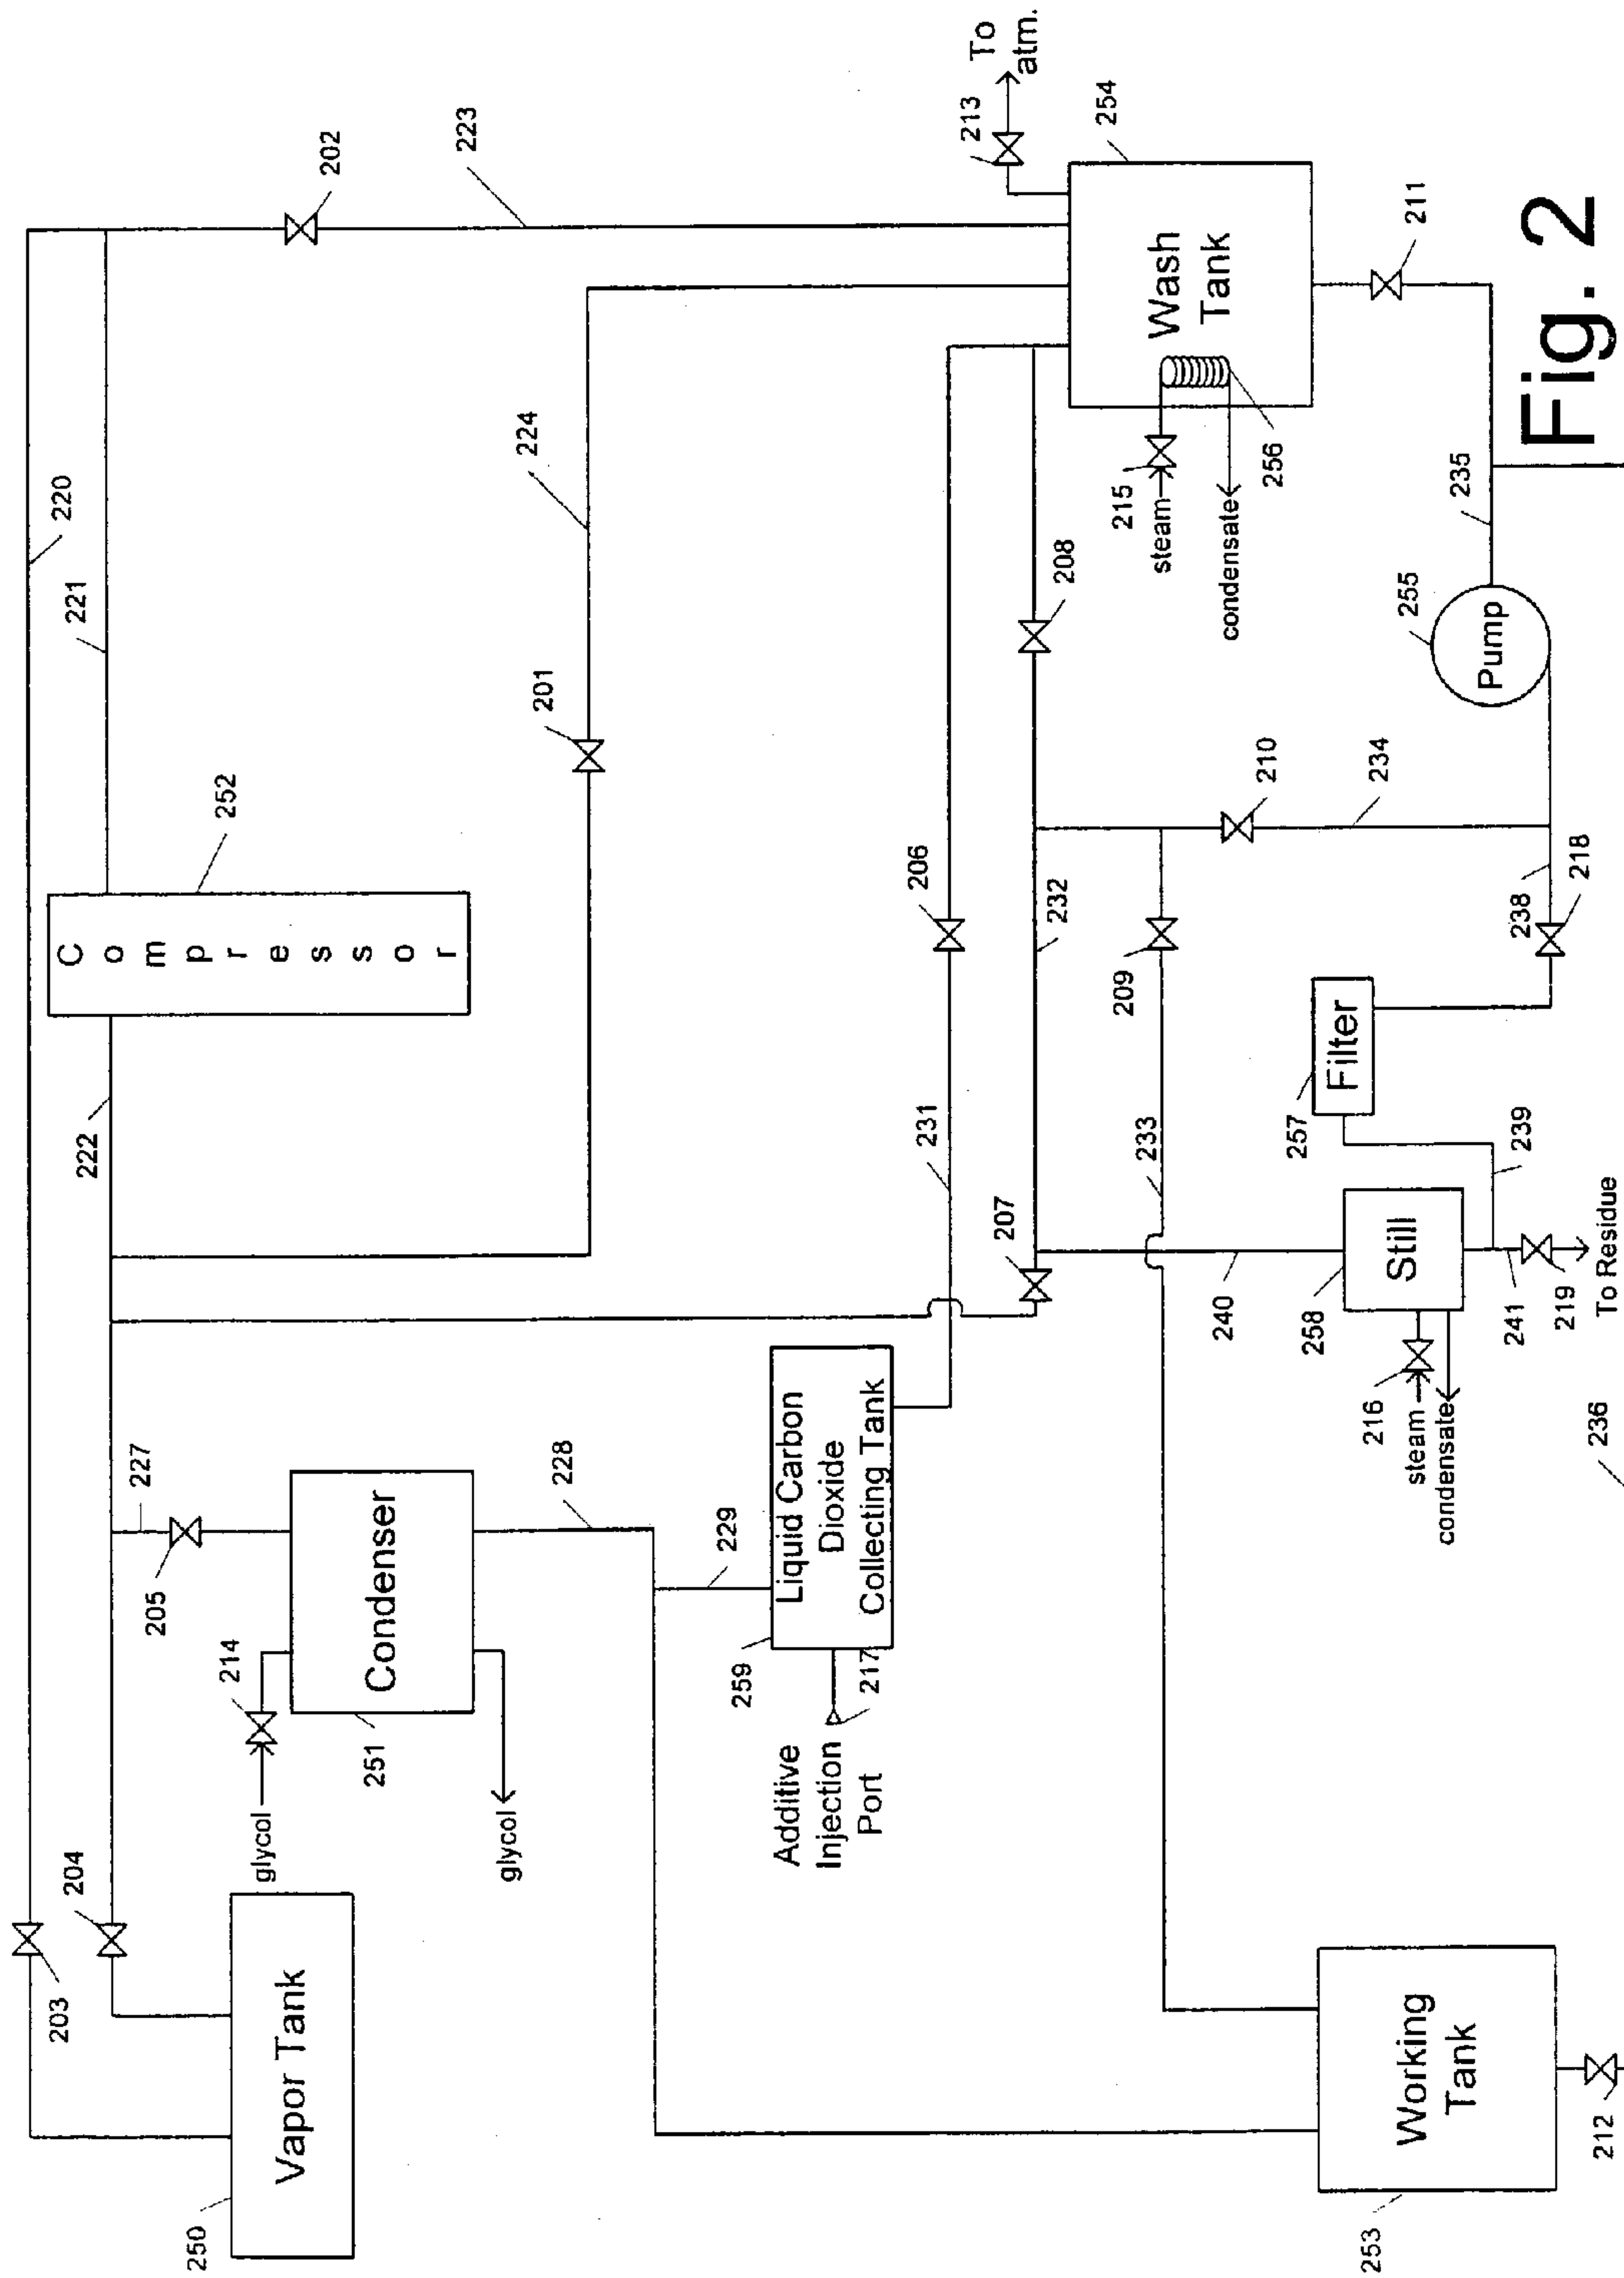 220
221
222
203
204
250
Vapor Tank
205
227
214
glycol
251
Condenser
glycol
228
229
Compressor
252
202
223
201
224
259
Liquid Carbon
Dioxide
Collecting Tank
217
Additive
Injection
Port
231
206
207
232
208
213
To
atm.
254
Wash
Tank
215
steam
condensate
256
211
233
209
210
234
240
258
Still
216
steam
condensate
241
219
To Residue
239
257
Filter
238
218
255
Pump
235
253
Working
Tank
212
236
Fig. 2